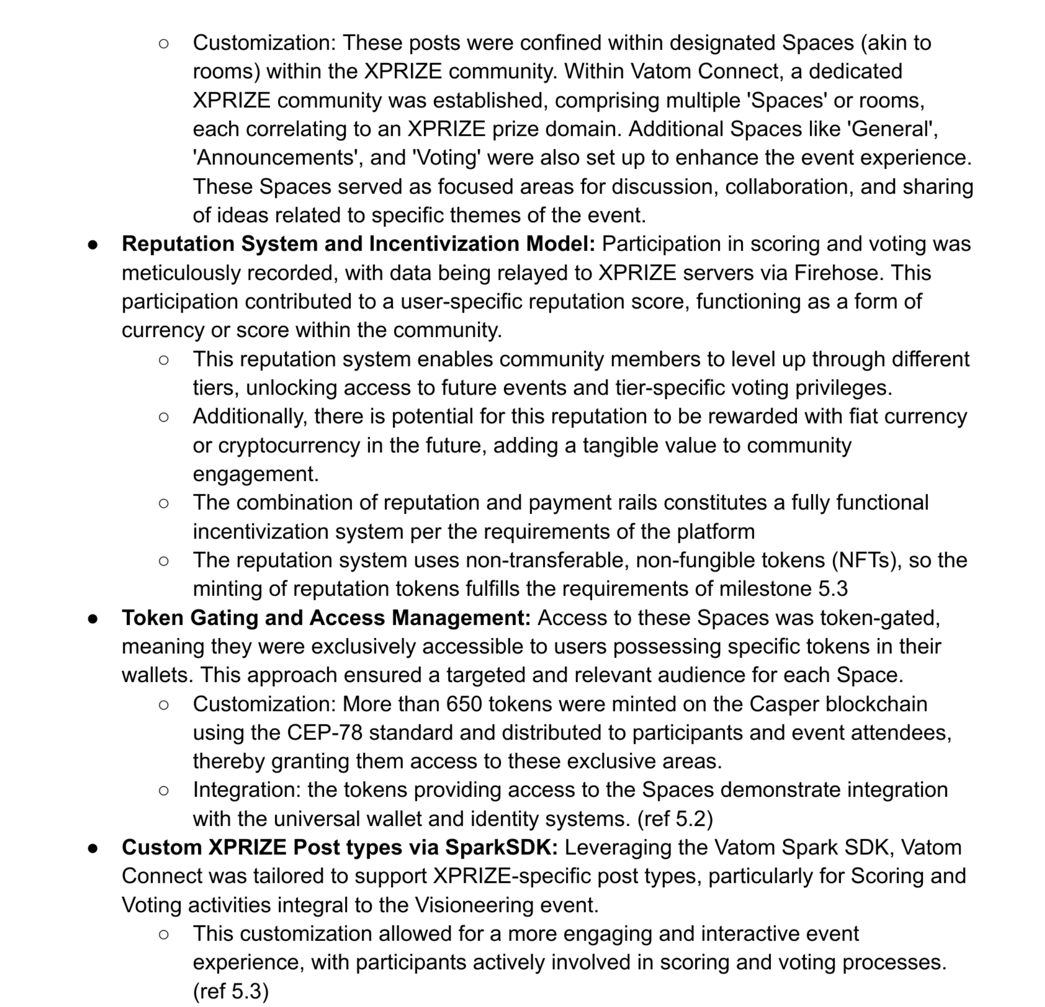 ○ Customization: These posts were confined within designated Spaces (akin to
rooms) within the XPRIZE community. Within Vatom Connect, a dedicated
XPRIZE community was established, comprising multiple 'Spaces' or rooms,
each correlating to an XPRIZE prize domain. Additional Spaces like 'General',
'Announcements', and 'Voting' were also set up to enhance the event experience.
These Spaces served as focused areas for discussion, collaboration, and sharing
of ideas related to specific themes of the event.
● Reputation System and Incentivization Model: Participation in scoring and voting was
meticulously recorded, with data being relayed to XPRIZE servers via Firehose. This
participation contributed to a user-specific reputation score, functioning as a form of
currency or score within the community.
○ This reputation system enables community members to level up through different
tiers, unlocking access to future events and tier-specific voting privileges.
○ Additionally, there is potential for this reputation to be rewarded with fiat currency
or cryptocurrency in the future, adding a tangible value to community
engagement.
○ The combination of reputation and payment rails constitutes a fully functional
incentivization system per the requirements of the platform
○ The reputation system uses non-transferable, non-fungible tokens (NFTs), so the
minting of reputation tokens fulfills the requirements of milestone 5.3
● Token Gating and Access Management: Access to these Spaces was token-gated,
meaning they were exclusively accessible to users possessing specific tokens in their
wallets. This approach ensured a targeted and relevant audience for each Space.
○ Customization: More than 650 tokens were minted on the Casper blockchain
using the CEP-78 standard and distributed to participants and event attendees,
thereby granting them access to these exclusive areas.
○ Integration: the tokens providing access to the Spaces demonstrate integration
with the universal wallet and identity systems. (ref 5.2)
● Custom XPRIZE Post types via SparkSDK: Leveraging the Vatom Spark SDK, Vatom
Connect was tailored to support XPRIZE-specific post types, particularly for Scoring and
Voting activities integral to the Visioneering event.
○ This customization allowed for a more engaging and interactive event
experience, with participants actively involved in scoring and voting processes.
(ref 5.3)